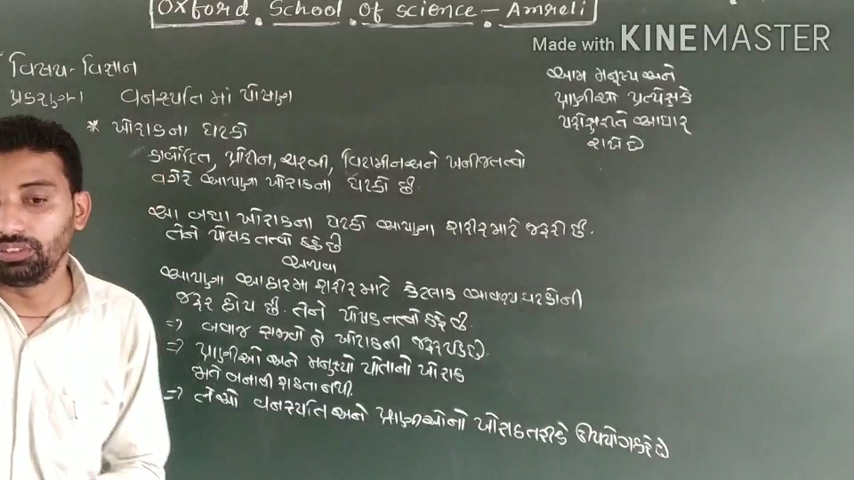 Oxford School of science - Amreli
Made with KINEMASTER
વિષય - વિજ્ઞાન
પ્રકરણ ૧ વનસ્પતિમાં પોષણ
* ખોરાકના ઘટકો
કાર્બોદિત, પ્રોટીન, ચરબી, વિટામીન અને ખનીજતત્વો
વગેરે આપણા ખોરાકના ઘટકો છે.
આ બધા ખોરાકના ઘટકો આપણા શરીર માટે જરૂરી છે.
તેને પોષક તત્વો કહે છે
અથવા
આપણા આહારમાં શરીર માટે કેટલાક આવશ્ય ઘટકોની
જરૂર હોય છે. તેને પોષક તત્વો કહે છે.
=> બધાજ સજીવો ને ખોરાકની જરૂર પડે છે.
=> પ્રાણીઓ અને મનુષ્યો પોતાનો ખોરાક
જાતે બનાવી શકતા નથી.
=> તેઓ વનસ્પતિ અને પ્રાણીઓનો ખોરાક તરીકે ઉપયોગ કરે છે
આમ મનુષ્ય અને
પ્રાણીઓ પ્રત્યક્ષ કે
પરોક્ષ રીતે આધાર
રાખે છે